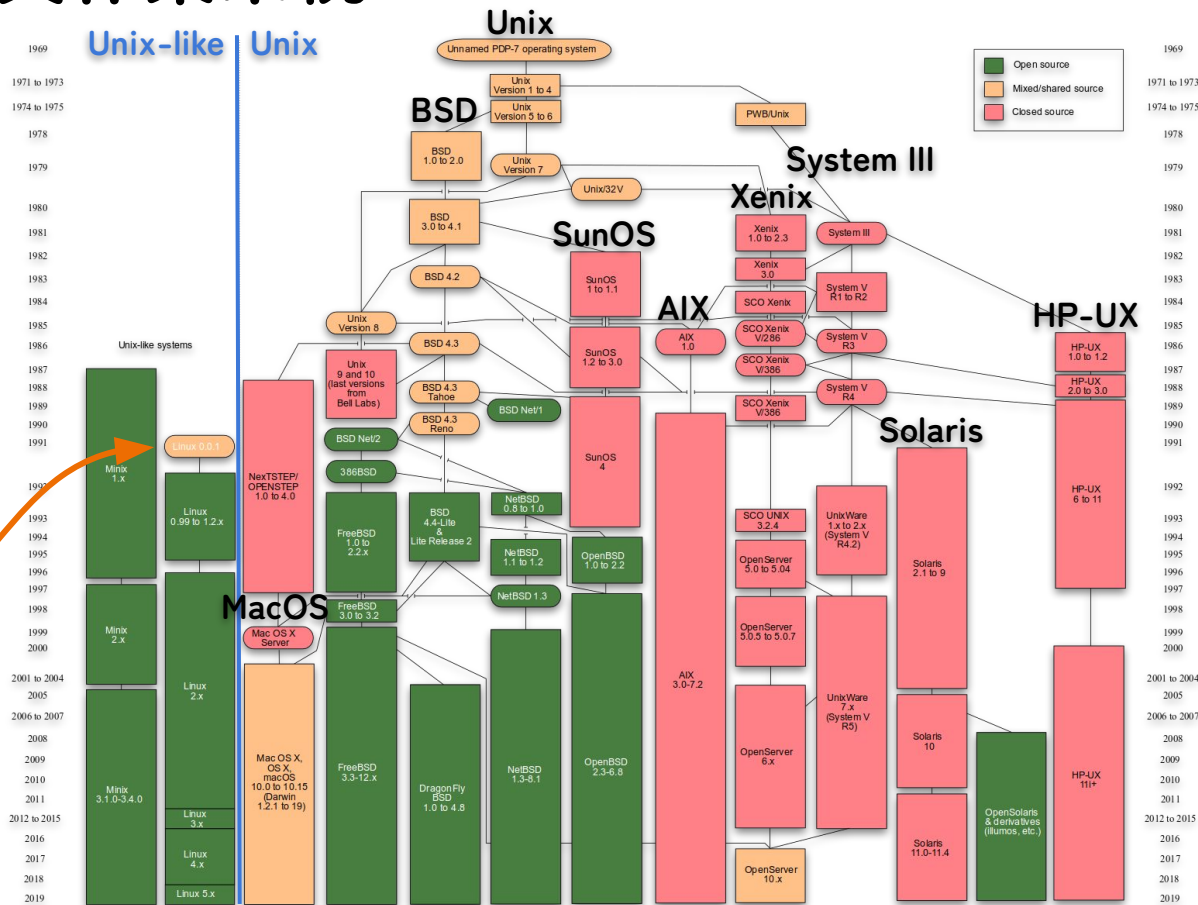 Unix-like
Unix
Unix
BSD
System III
Xenix
SunOS
AIX
HP-UX
Solaris
MacOS
Open source
Mixed/shared source
Closed source
1969
1971 to 1973
1974 to 1975
1978
1979
1980
1981
1982
1983
1984
1985
1986
1987
1988
1989
1990
1991
1992
1993
1994
1995
1996
1997
1998
1999
2000
2001 to 2004
2005
2006 to 2007
2008
2009
2010
2011
2012 to 2015
2016
2017
2018
2019
Unix-like systems
Minix
1.x
Minix
2.x
Minix
3.1.0-3.4.0
Linux 0.0.1
Linux
0.99 to 1.2.x
Linux
2.x
Linux
3.x
Linux
4.x
Linux 5.x
NexTSTEP/
OPENSTEP
1.0 to 4.0
Mac OS X
Server
Mac OS X,
OS X,
macOS
10.0 to 10.15
(Darwin
1.2.1 to 19)
Unnamed PDP-7 operating system
Unix
Version 1 to 4
Unix
Version 5 to 6
Unix
Version 7
Unix/32V
PWB/Unix
Unix
Version 8
Unix
9 and 10
(last versions
from
Bell Labs)
BSD
1.0 to 2.0
BSD
3.0 to 4.1
BSD 4.2
BSD 4.3
BSD 4.3
Tahoe
BSD 4.3
Reno
BSD Net/1
BSD Net/2
386BSD
FreeBSD
1.0 to
2.2.x
FreeBSD
3.0 to 3.2
FreeBSD
3.3-12.x
BSD
4.4-Lite
&
Lite Release 2
DragonFly
BSD
1.0 to 4.8
NetBSD
0.8 to 1.0
NetBSD
1.1 to 1.2
NetBSD 1.3
NetBSD
1.3-8.1
OpenBSD
1.0 to 2.2
OpenBSD
2.3-6.8
SunOS
1 to 1.1
SunOS
1.2 to 3.0
SunOS
4
AIX
1.0
AIX
3.0-7.2
Xenix
1.0 to 2.3
Xenix
3.0
SCO Xenix
SCO Xenix
V/286
SCO Xenix
V/386
SCO Xenix
V/386
SCO UNIX
3.2.4
OpenServer
5.0 to 5.04
OpenServer
5.0.5 to 5.0.7
OpenServer
6.x
OpenServer
10.x
System III
System V
R1 to R2
System V
R3
System V
R4
UnixWare
1.x to 2.x
(System V
R4.2)
UnixWare
7.x
(System V
R5)
Solaris
2.1 to 9
Solaris
10
Solaris
11.0-11.4
OpenSolaris
& derivatives
(illumos, etc.)
HP-UX
1.0 to 1.2
HP-UX
2.0 to 3.0
HP-UX
6 to 11
HP-UX
11i+
1969
1971 to 1973
1974 to 1975
1978
1979
1980
1981
1982
1983
1984
1985
1986
1987
1988
1989
1990
1991
1992
1993
1994
1995
1996
1997
1998
1999
2000
2001 to 2004
2005
2006 to 2007
2008
2009
2010
2011
2012 to 2015
2016
2017
2018
2019